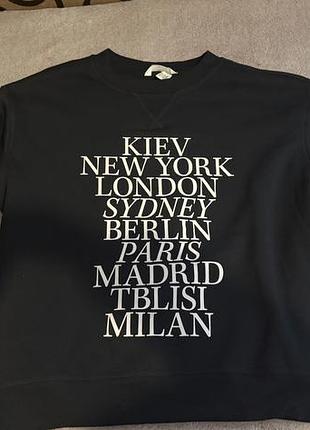 KIEV
NEW YORK
LONDON
SYDNEY
BERLIN
PARIS
MADRID
TBLISI
MILAN